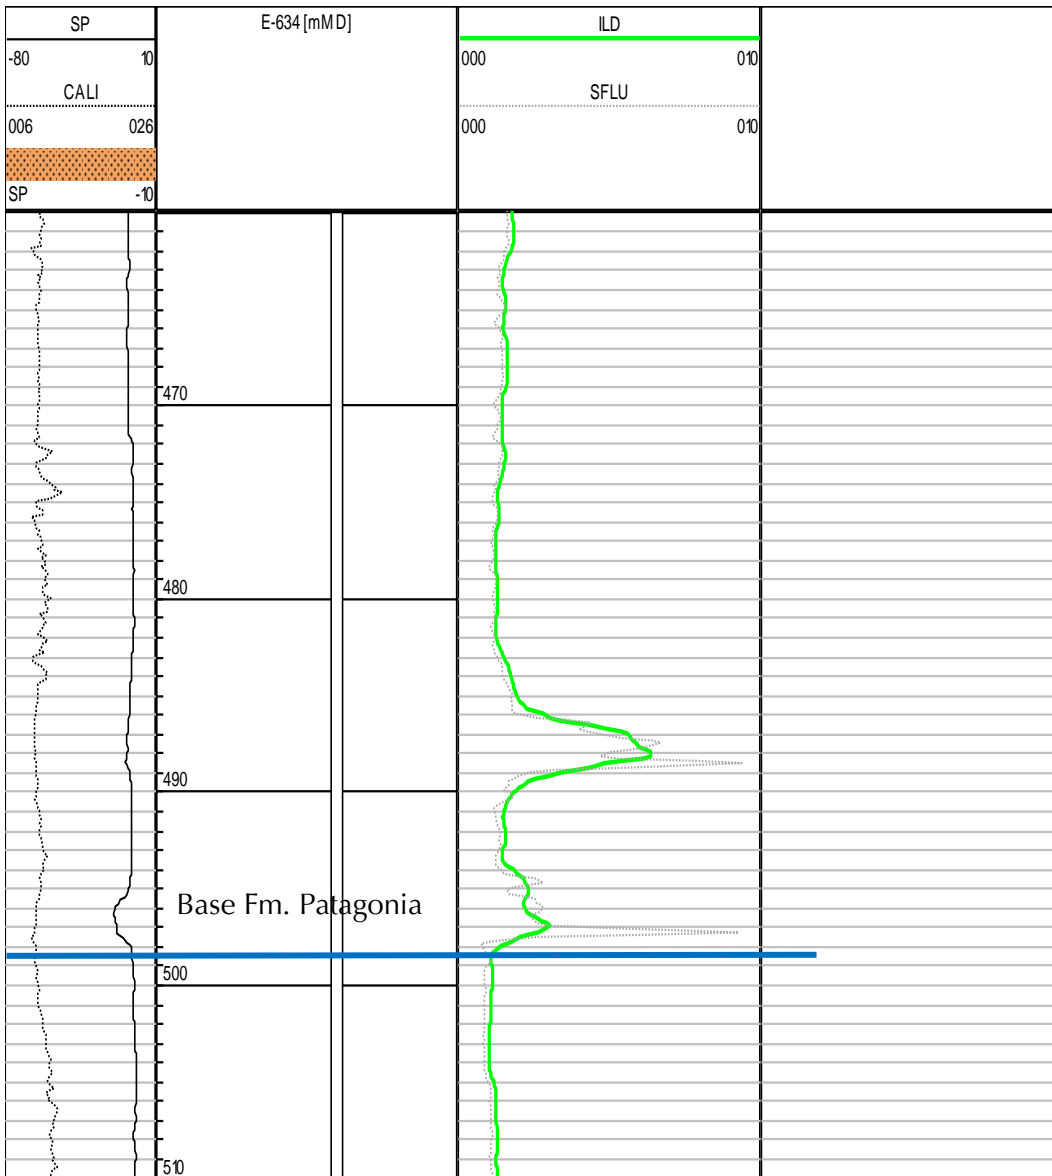 SP
E-634 [mMD]
ILD
-80 10
000 010
CALI
SFLU
006 026
000 010
SP -10
470
480
490
Base Fm. Patagonia
500
510